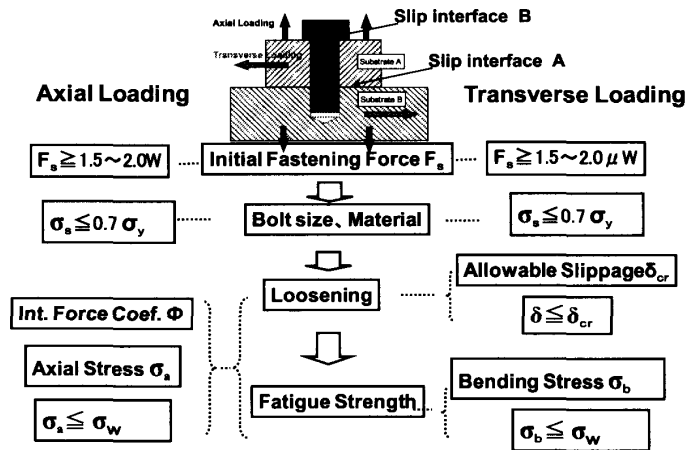 Axial Loading
Slip interface B
Transverse Loading
Substrate A
Slip interface A
Substrate B
Axial Loading
Transverse Loading
Fs≧1.5～2.0W
Initial Fastening Force Fs
Fs≧1.5～2.0μW
σs≦0.7σy
Bolt size、Material
σs≦0.7σy
Allowable Slippageδcr
Loosening
Int. Force Coef. Φ
δ≦δcr
Axial Stress σa
Bending Stress σb
Fatigue Strength
σa≦σW
σb≦σW